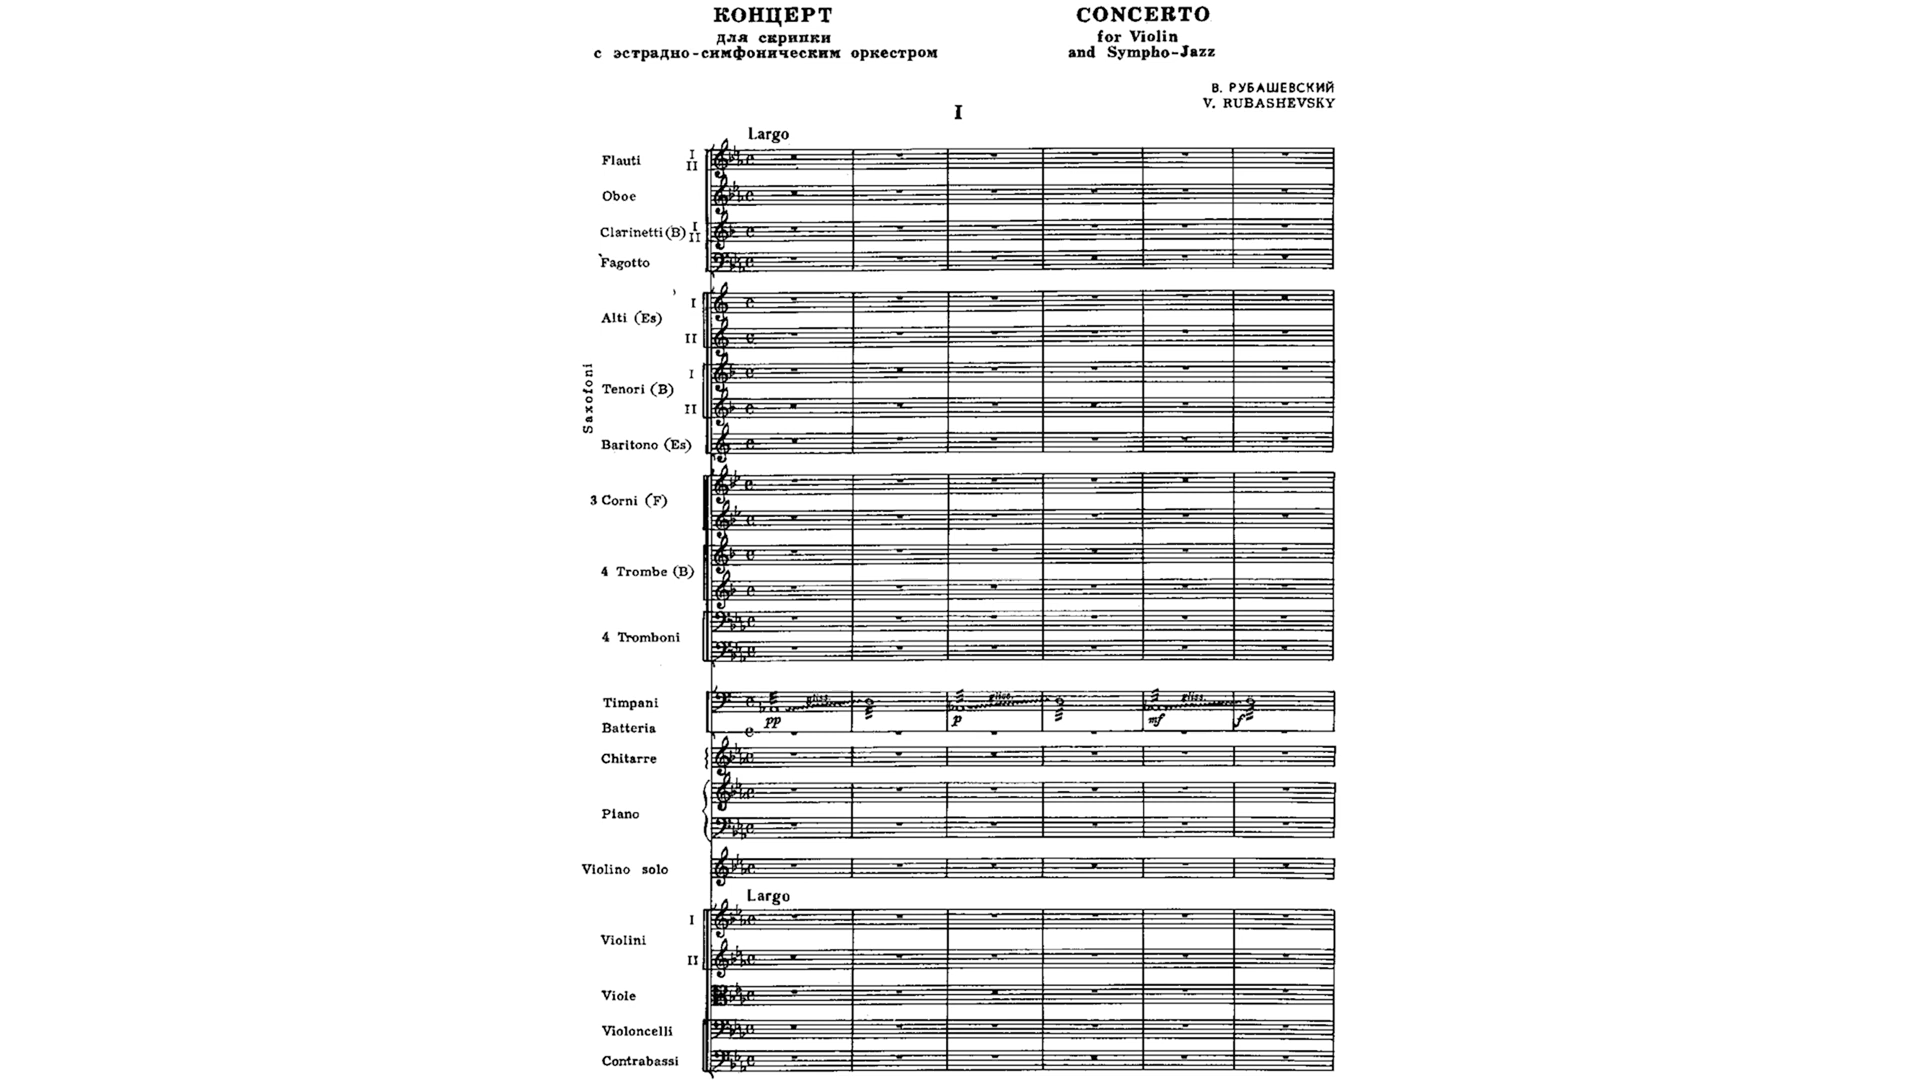 КОНЦЕРТ
для скрипки
с эстрадно-симфоническим оркестром
CONCERTO
for Violin
and Sympho-Jazz
В. РУБАШЕВСКИЙ
V. RUBASHEVSKY
I
Largo
Flauti I II
Oboe
Clarinetti (B) I II
Fagotto
Saxofoni
Alti (Es) I II
Tenori (B) I II
Baritono (Es)
3 Corni (F)
4 Trombe (B)
4 Tromboni
Timpani
gliss. gliss. gliss.
pp p mf f
Batteria
Chitarre
Piano
Violino solo
Largo
Violini I II
Viole
Violoncelli
Contrabassi